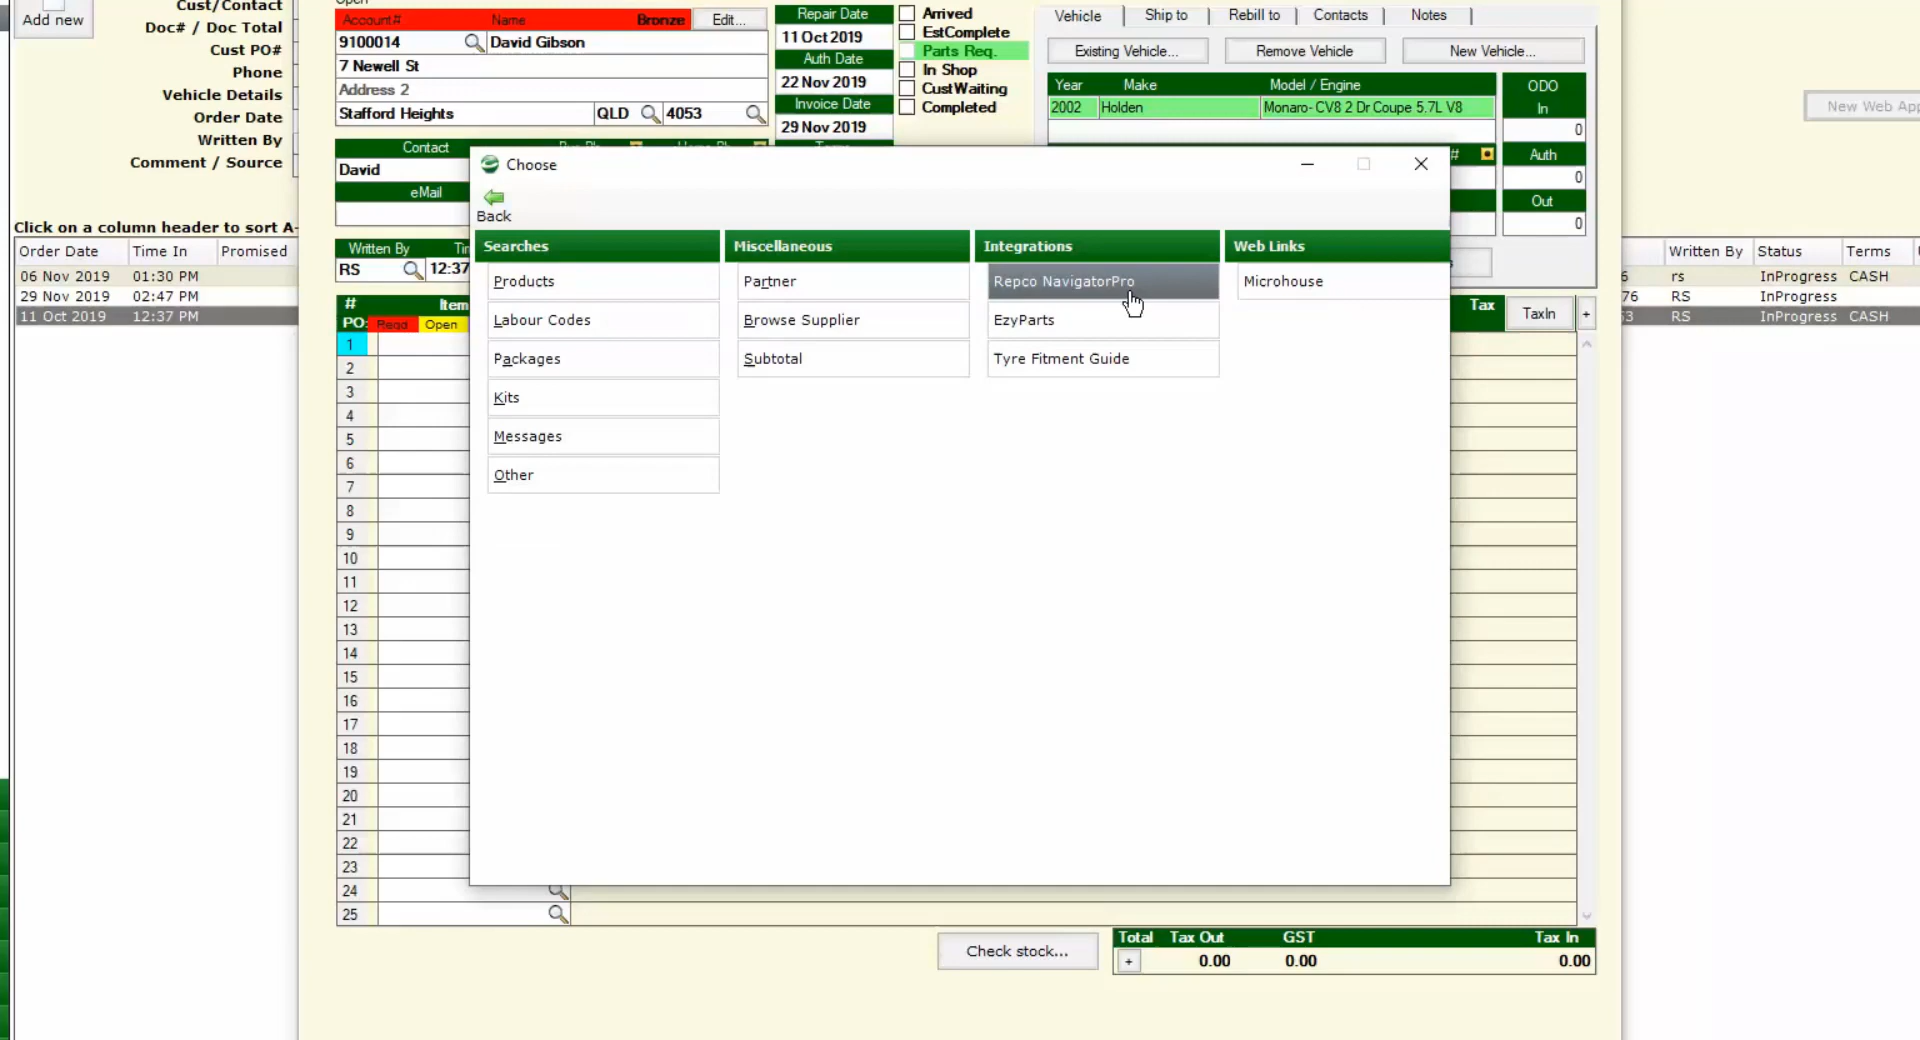 Add new
Cust/Contact
Doc# / Doc Total
Cust PO#
Phone
Vehicle Details
Order Date
Written By
Comment / Source
Click on a column header to sort A-
Order Date Time In Promised
06 Nov 2019 01:30 PM
29 Nov 2019 02:47 PM
11 Oct 2019 12:37 PM
Open
Account# Name Bronze Edit...
9100014 David Gibson
7 Newell St
Address 2
Stafford Heights QLD 4053
Contact
David
eMail
Written By
RS 12:37
Repair Date
11 Oct 2019
Auth Date
22 Nov 2019
Invoice Date
29 Nov 2019
Arrived
EstComplete
Parts Req.
In Shop
CustWaiting
Completed
Vehicle Ship to Rebill to Contacts Notes
Existing Vehicle... Remove Vehicle New Vehicle...
Year Make Model / Engine
2002 Holden Monaro- CV8 2 Dr Coupe 5.7L V8
ODO
In
0
# Auth
0
Out
0
New Web App
Choose
Back
Searches Miscellaneous Integrations Web Links
Products Partner Repco NavigatorPro Microhouse
Labour Codes Browse Supplier EzyParts
Packages Subtotal Tyre Fitment Guide
Kits
Messages
Other
# Item
PO: Read Open
Tax TaxIn +
1
2
3
4
5
6
7
8
9
10
11
12
13
14
15
16
17
18
19
20
21
22
23
24
25
Written By Status Terms
6 rs InProgress CASH
76 RS InProgress
53 RS InProgress CASH
Check stock...
Total Tax Out GST Tax In
+ 0.00 0.00 0.00